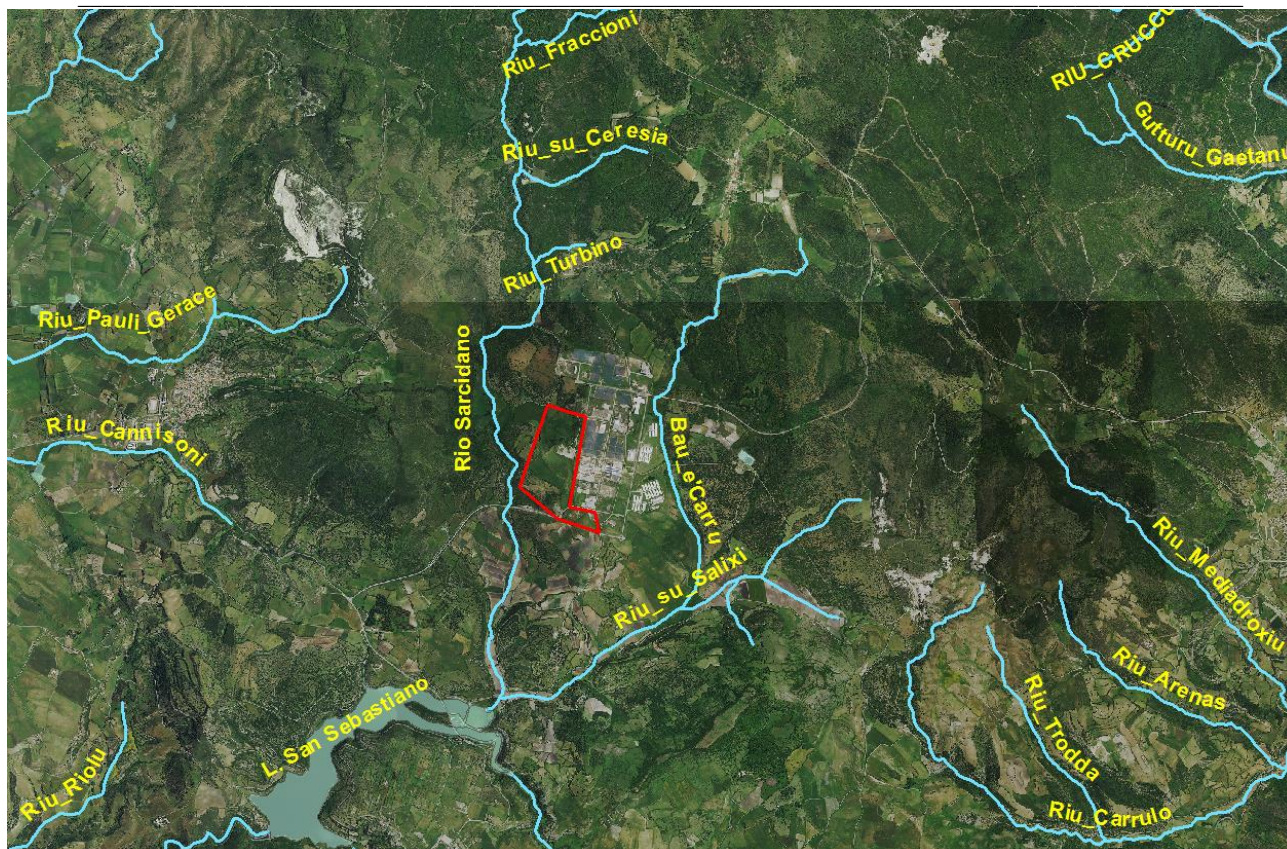 Riu_Fraccioni
RIU_CRUCCU
Riu_su_Ceresia
Gutturu_Gaetanu
Riu_Turbino
Riu_Pauli_Gerace
Rio Sarcidano
Riu_Cannisoni
Bau_e'Carru
Riu_su_Salixi
Riu_Mediadroxiu
L. San Sebastiano
Riu_Arenas
Riu_Trodda
Riu_Riolu
Riu_Carrulo